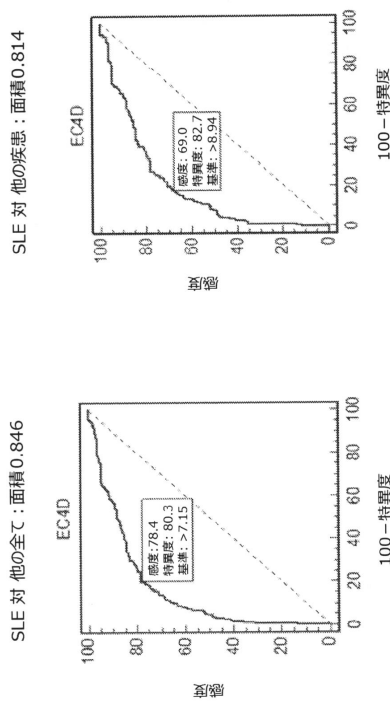 SLE 対 他の全て：面積0.846
EC4D
100
80
60
40
20
0
感度
感度:78.4
特異度: 80.3
基準: >7.15
0 20 40 60 80 100
100－特異度
SLE 対 他の疾患：面積0.814
EC4D
100
80
60
40
20
0
感度
感度: 69.0
特異度: 82.7
基準: >8.94
0 20 40 60 80 100
100－特異度